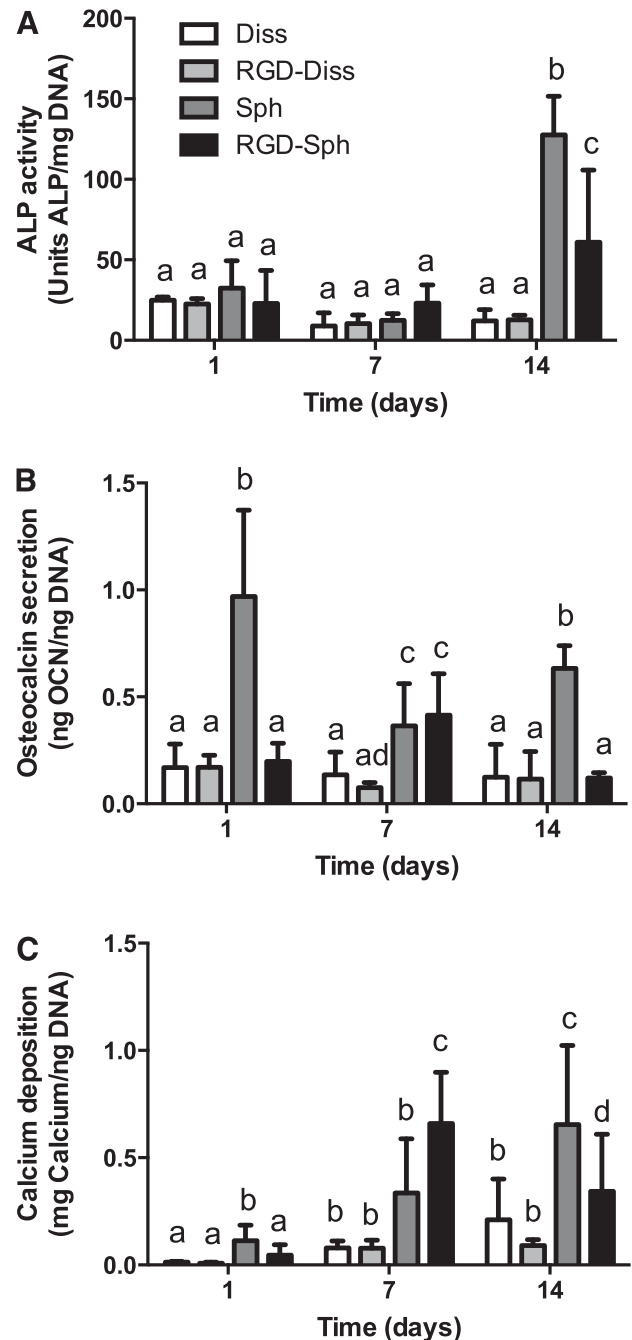 A
200
150
100
50
0
ALP activity
(Units ALP/mg DNA)
Diss
RGD-Diss
Sph
RGD-Sph
a a a a a a a a a a b c
1 7 14
Time (days)
B
1.5
1.0
0.5
0.0
Osteocalcin secretion
(ng OCN/ng DNA)
a a b a a ad c c a a b a
1 7 14
Time (days)
C
1.5
1.0
0.5
0.0
Calcium deposition
(mg Calcium/ng DNA)
a a b a b b b c b b c d
1 7 14
Time (days)